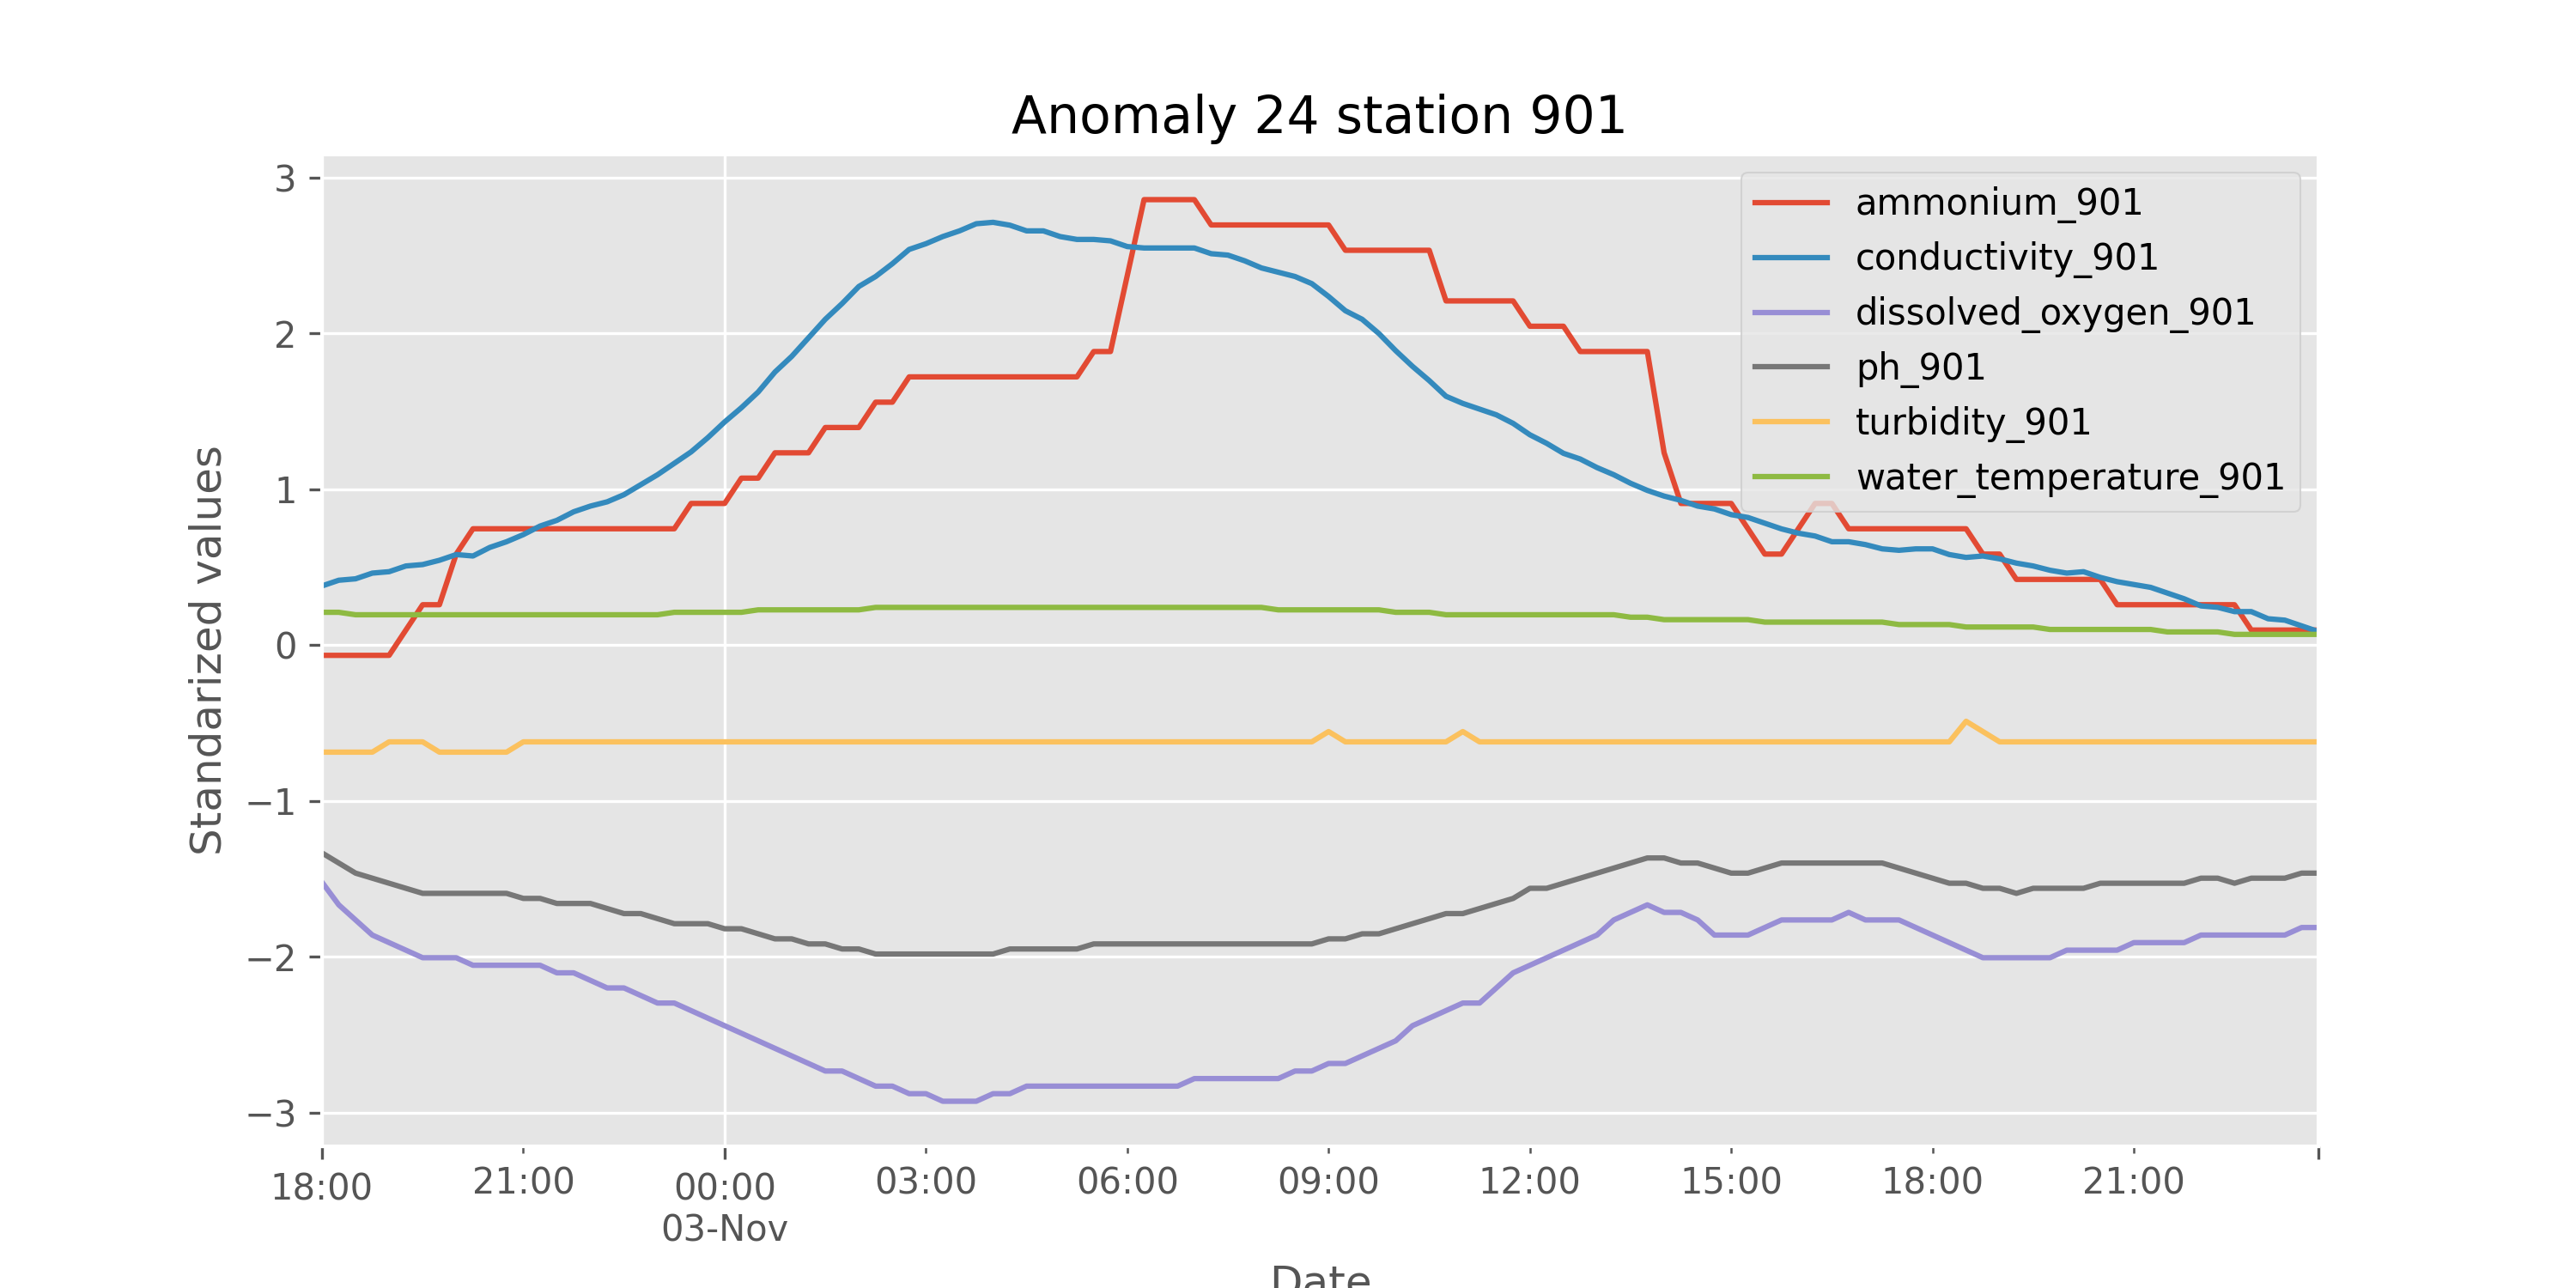 Anomaly 24 station 901
3
2
1
0
−1
−2
−3
Standarized values
ammonium_901
conductivity_901
dissolved_oxygen_901
ph_901
turbidity_901
water_temperature_901
18:00 21:00 00:00 03:00 06:00 09:00 12:00 15:00 18:00 21:00
03-Nov
Date